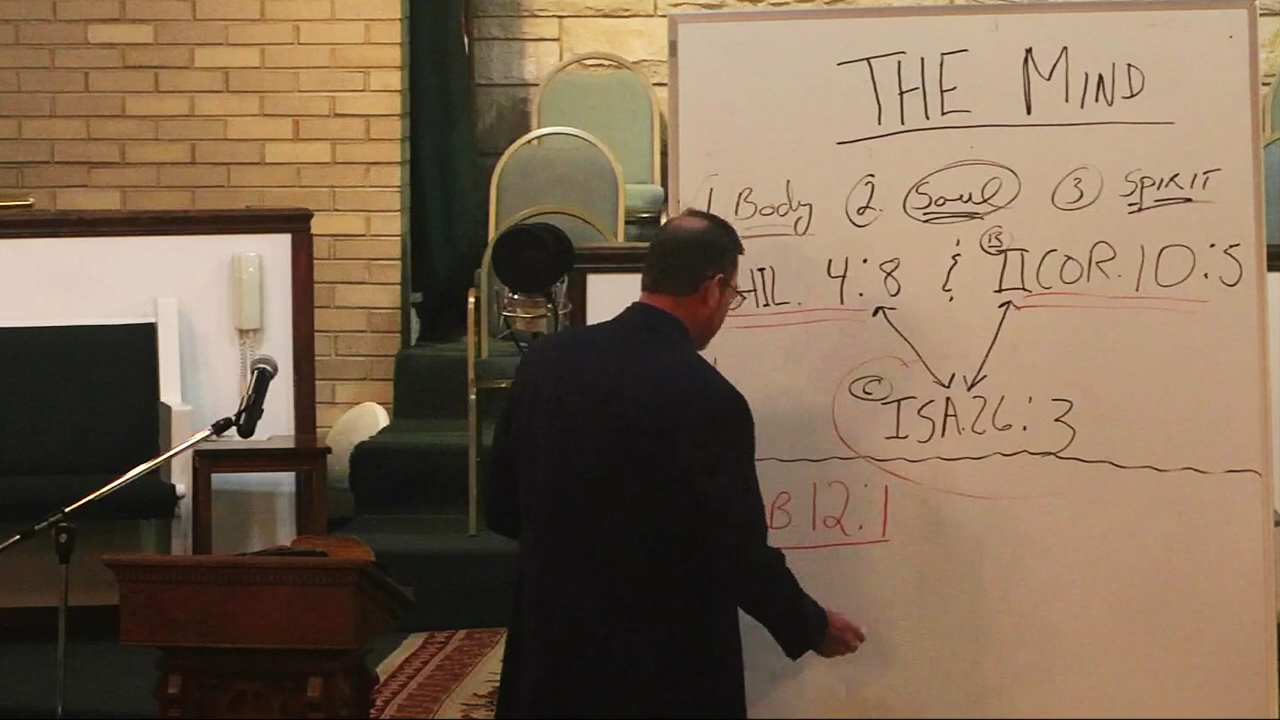 THE MIND
1 Body ② Soul ③ SPIRIT
HIL. 4:8 & Ⓑ II COR. 10:5
Ⓒ ISA.26:3
B 12:1